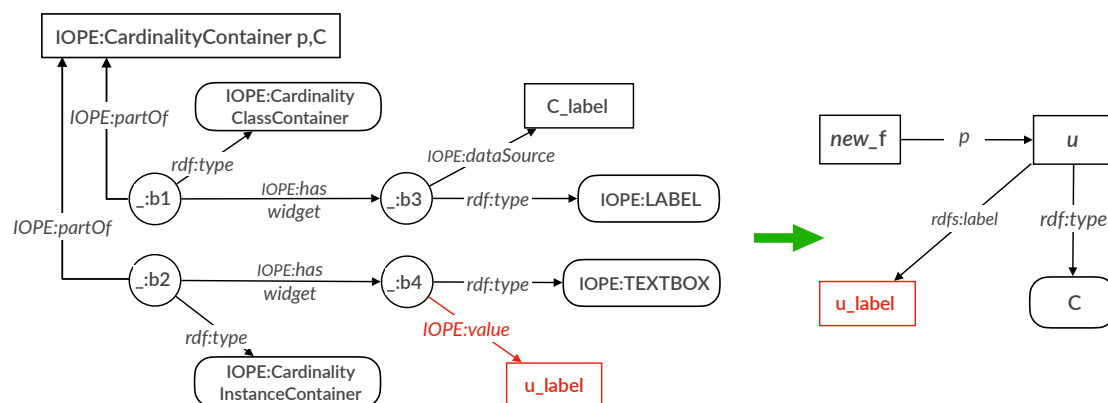 IOPE:CardinalityContainer p,C
IOPE:partOf
IOPE:Cardinality
ClassContainer
C_label
rdf:type
IOPE:dataSource
_:b1
IOPE:has
widget
_:b3
rdf:type
IOPE:LABEL
IOPE:partOf
_:b2
IOPE:has
widget
_:b4
rdf:type
IOPE:TEXTBOX
rdf:type
IOPE:value
IOPE:Cardinality
InstanceContainer
u_label
new_f
p
u
rdfs:label
rdf:type
u_label
C